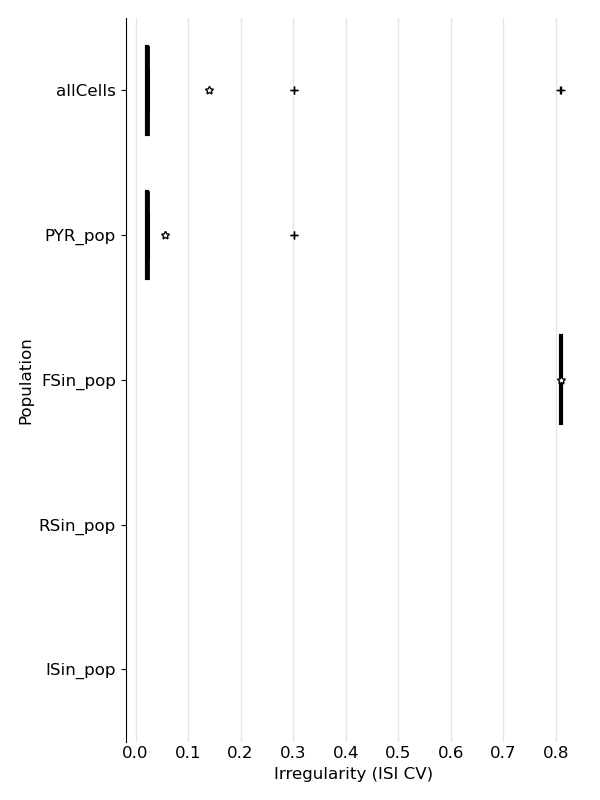 allCells
PYR_pop
FSin_pop
RSin_pop
ISin_pop
Population
0.0 0.1 0.2 0.3 0.4 0.5 0.6 0.7 0.8
Irregularity (ISI CV)